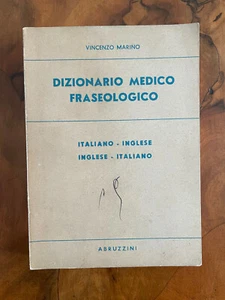 VINCENZO MARINO
DIZIONARIO MEDICO
FRASEOLOGICO
ITALIANO - INGLESE
INGLESE - ITALIANO
ABRUZZINI